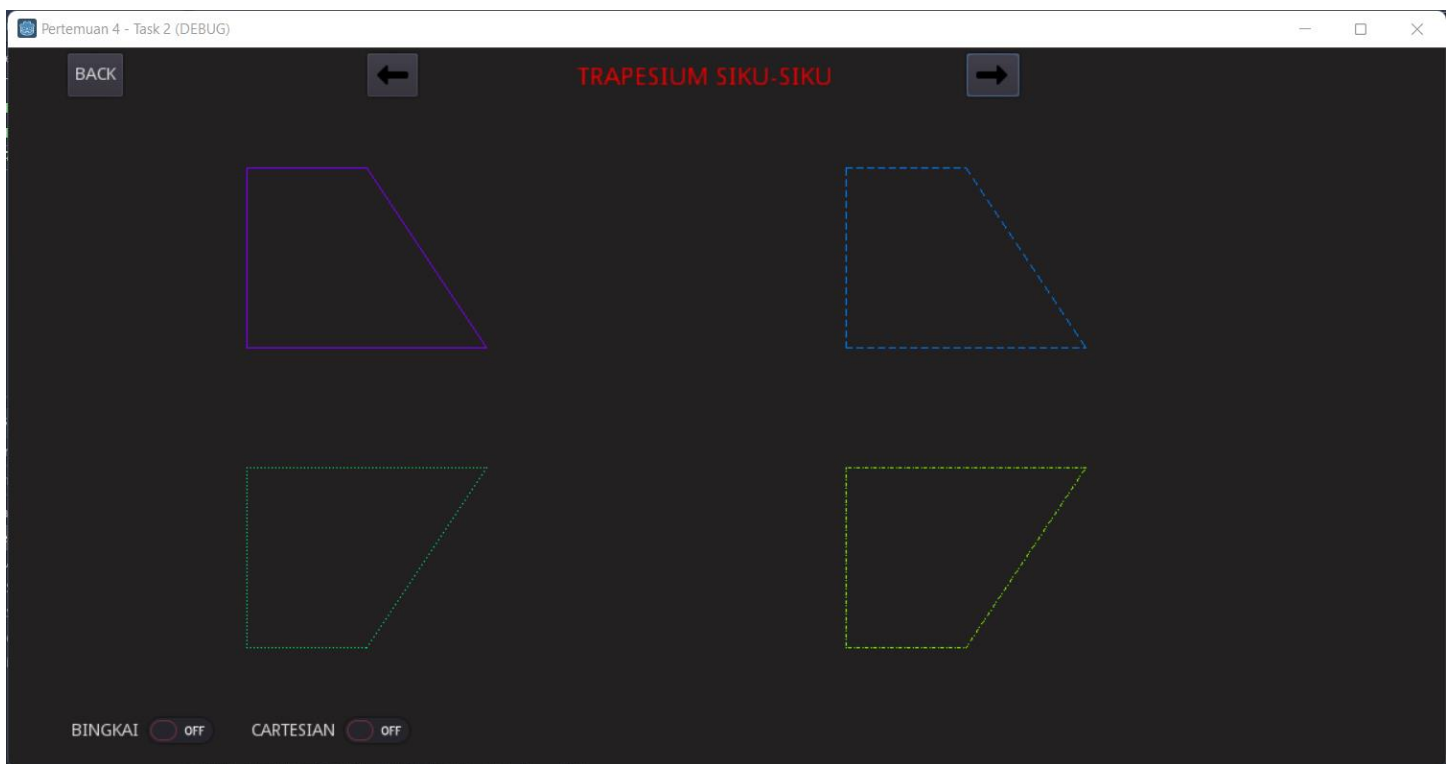 Pertemuan 4 - Task 2 (DEBUG)
BACK
TRAPESIUM SIKU-SIKU
BINGKAI OFF CARTESIAN OFF